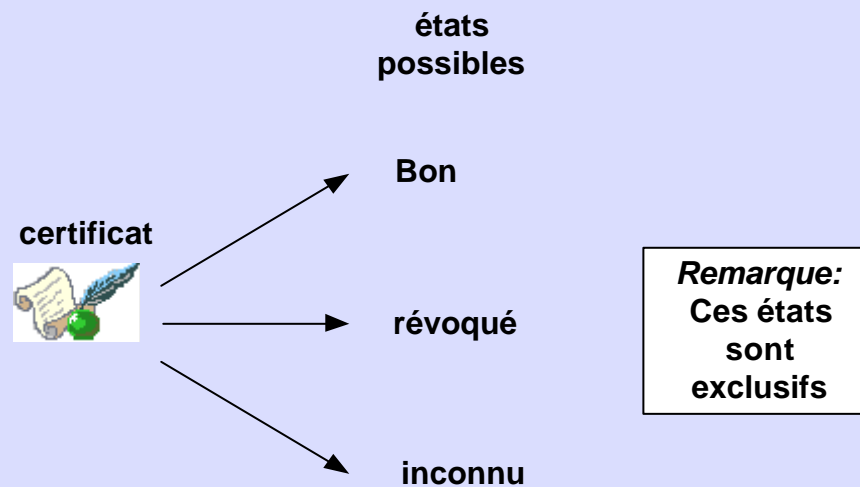 états
possibles
Bon
certificat
révoqué
inconnu
Remarque:
Ces états
sont
exclusifs